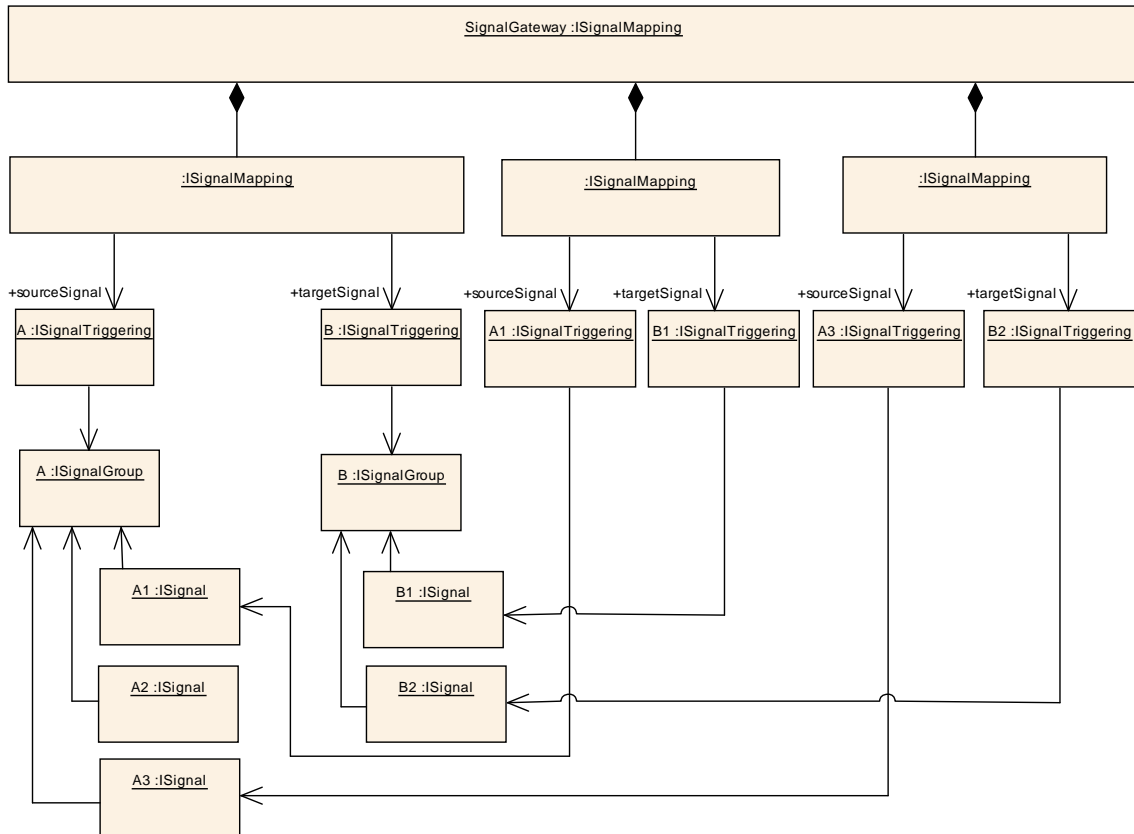 SignalGateway :ISignalMapping
:ISignalMapping
:ISignalMapping
:ISignalMapping
+sourceSignal
+targetSignal
+sourceSignal
+targetSignal
+sourceSignal
+targetSignal
A :ISignalTriggering
B :ISignalTriggering
A1 :ISignalTriggering
B1 :ISignalTriggering
A3 :ISignalTriggering
B2 :ISignalTriggering
A :ISignalGroup
B :ISignalGroup
A1 :ISignal
B1 :ISignal
A2 :ISignal
B2 :ISignal
A3 :ISignal